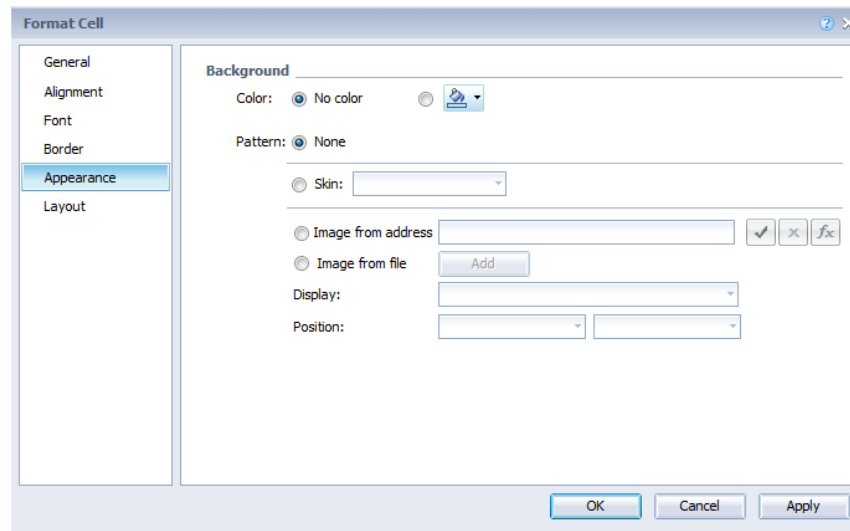 Format Cell
General
Alignment
Font
Border
Appearance
Layout
Background
Color: No color
Pattern: None
Skin:
Image from address
fx
Image from file Add
Display:
Position:
OK Cancel Apply